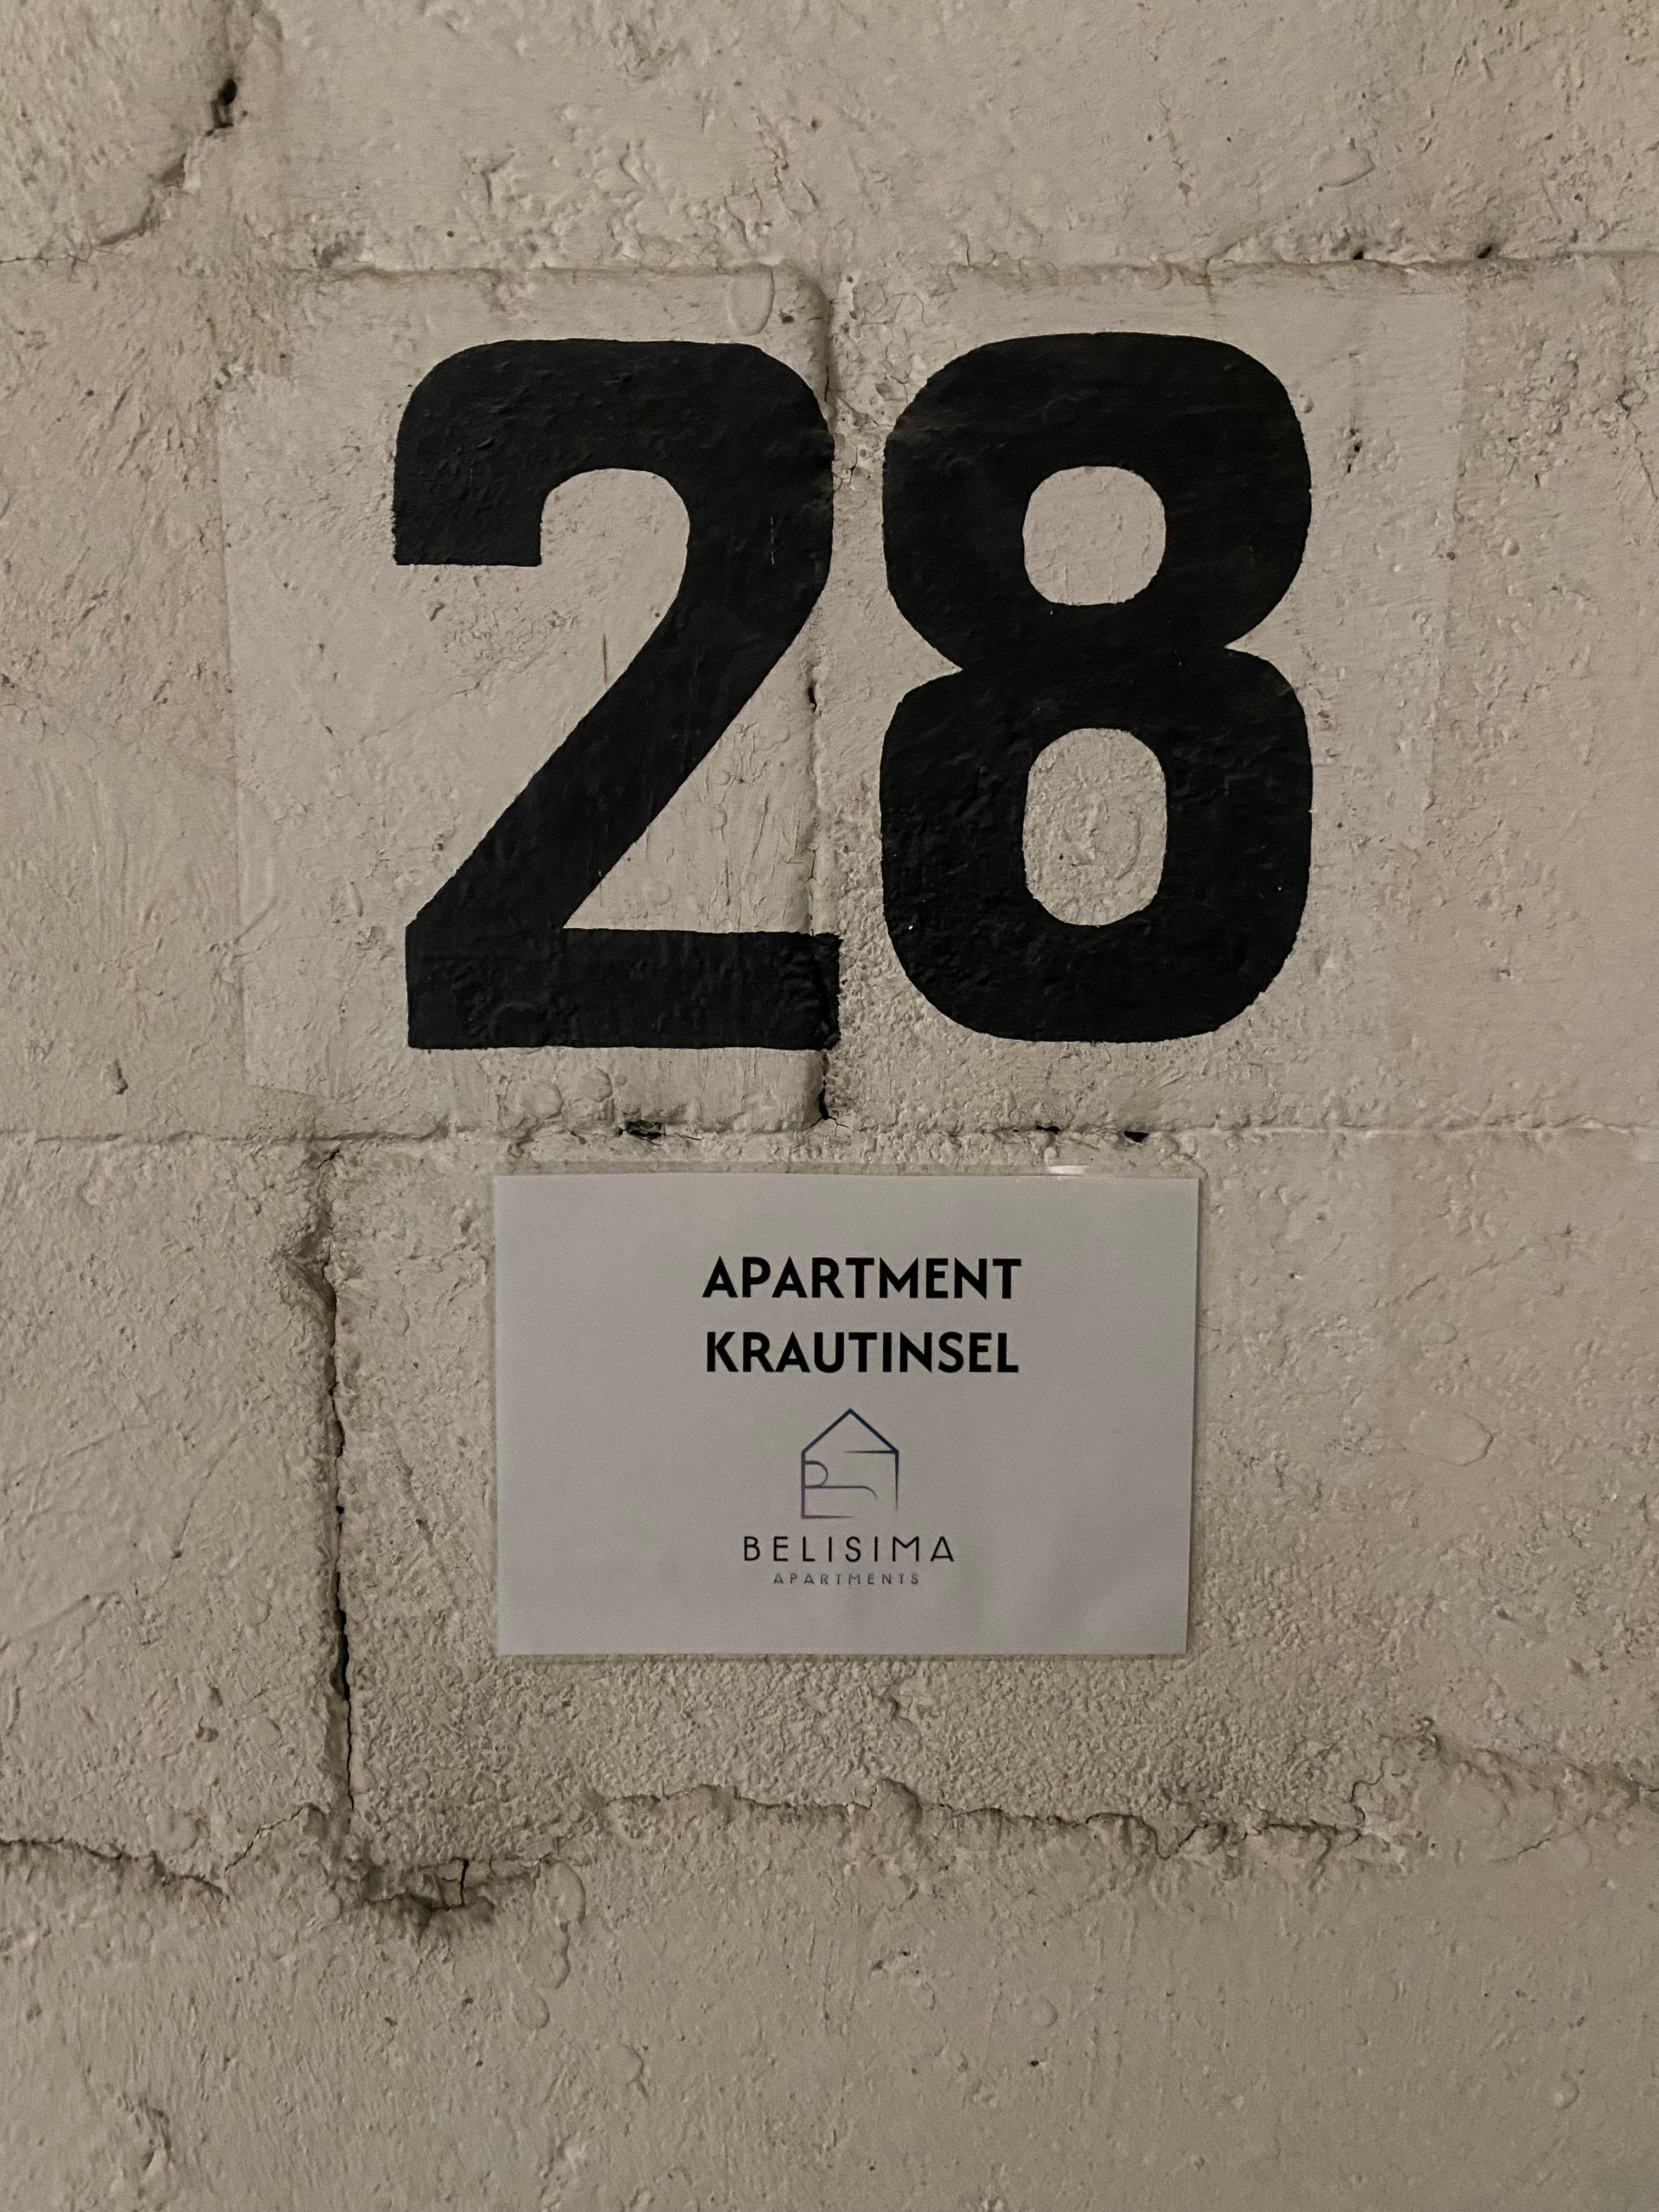 28
APARTMENT
KRAUTINSEL
BELISIMA
APARTMENTS